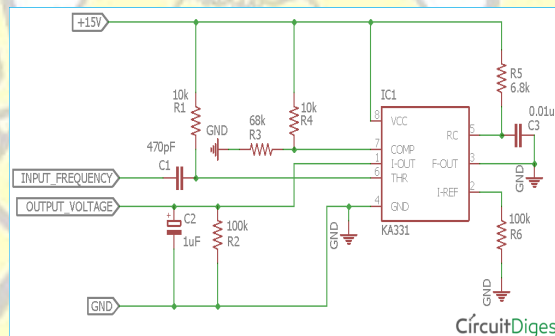 +15V
10k
R1
10k
R4
R5
6.8k
IC1
0.01u
C3
GND
68k
R3
470pF
C1
8
VCC
7
COMP
1
I-OUT
6
THR
4
GND
RC
5
F-OUT
3
I-REF
2
KA331
GND
INPUT_FREQUENCY
OUTPUT_VOLTAGE
C2
+
1uF
100k
R2
GND
100k
R6
GND
GND
CircuitDiges